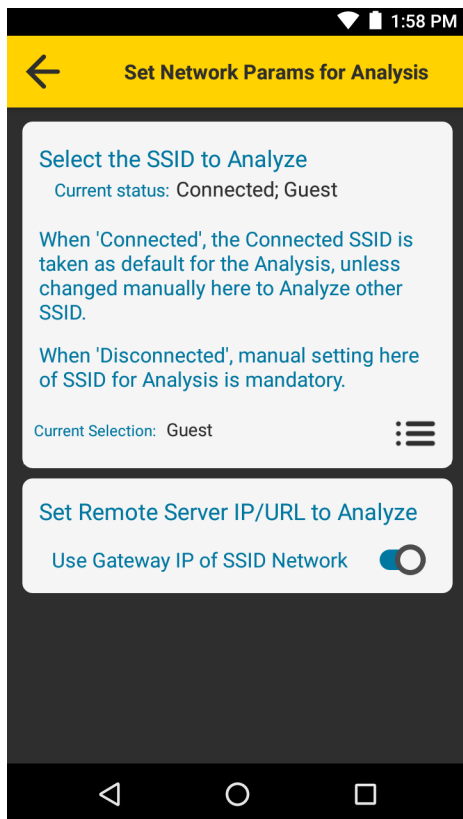 1:58 PM
Set Network Params for Analysis
Select the SSID to Analyze
Current status: Connected; Guest
When 'Connected', the Connected SSID is
taken as default for the Analysis, unless
changed manually here to Analyze other
SSID.
When 'Disconnected', manual setting here
of SSID for Analysis is mandatory.
Current Selection: Guest
Set Remote Server IP/URL to Analyze
Use Gateway IP of SSID Network